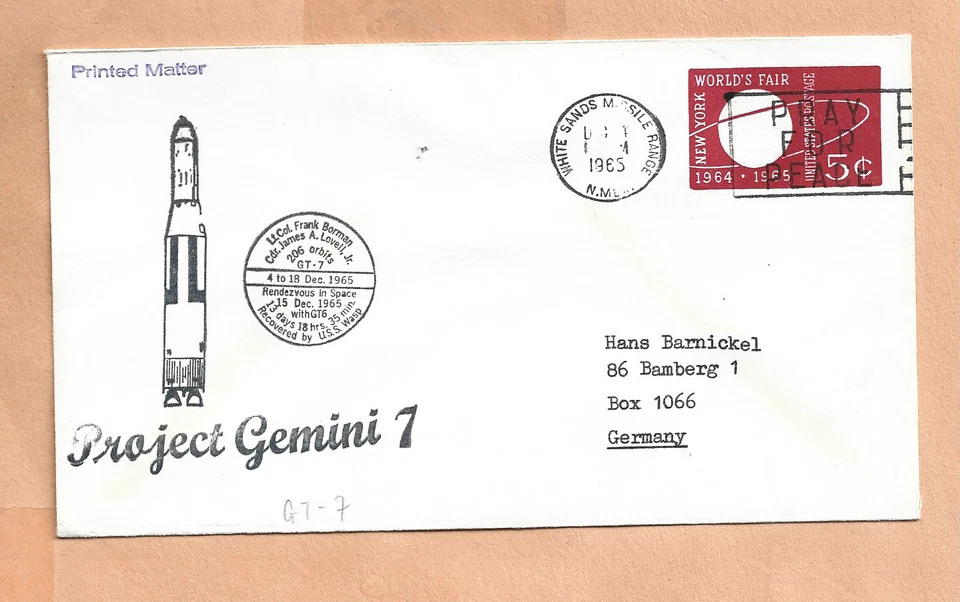 Printed Matter
NEW YORK WORLD'S FAIR
UNITED STATES POSTAGE
1964 • 1965
5¢
WHITE SANDS MISSILE RANGE
1965
N.MEX.
PRAY
FOR
PEACE
Lt Col. Frank Borman
Cdr. James A. Lovell, Jr.
206 orbits
GT-7
4 to 18 Dec. 1965
Rendezvous in Space
15 Dec. 1965
with GT6
13 days 18 hrs. 35 min.
Recovered by U.S.S. Wasp
Hans Barnickel
86 Bamberg 1
Box 1066
Germany
Project Gemini 7
GT-7